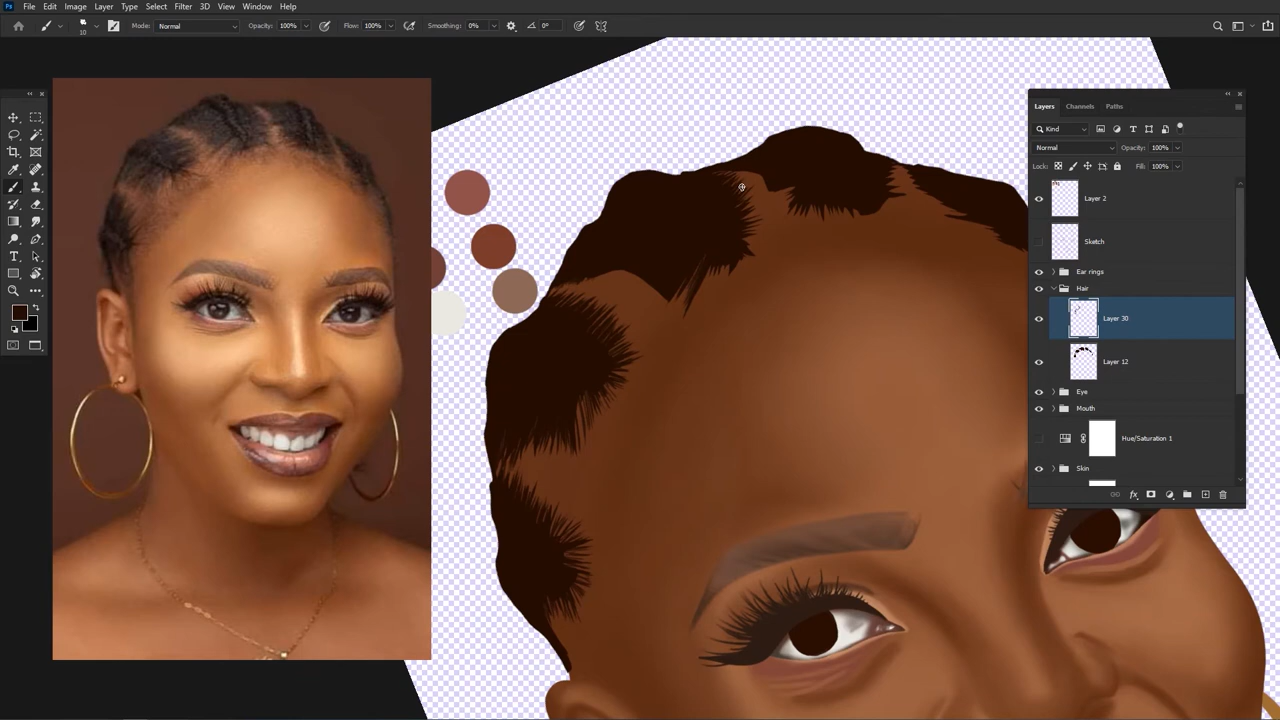 Ps File Edit Image Layer Type Select Filter 3D View Window Help
10 Mode: Normal Opacity: 100% Flow: 100% Smoothing: 0% 0°
Layers Channels Paths
Kind
Normal Opacity: 100%
Lock: Fill: 100%
Layer 2
Sketch
Ear rings
Hair
Layer 30
Layer 12
Eye
Mouth
Hue/Saturation 1
Skin